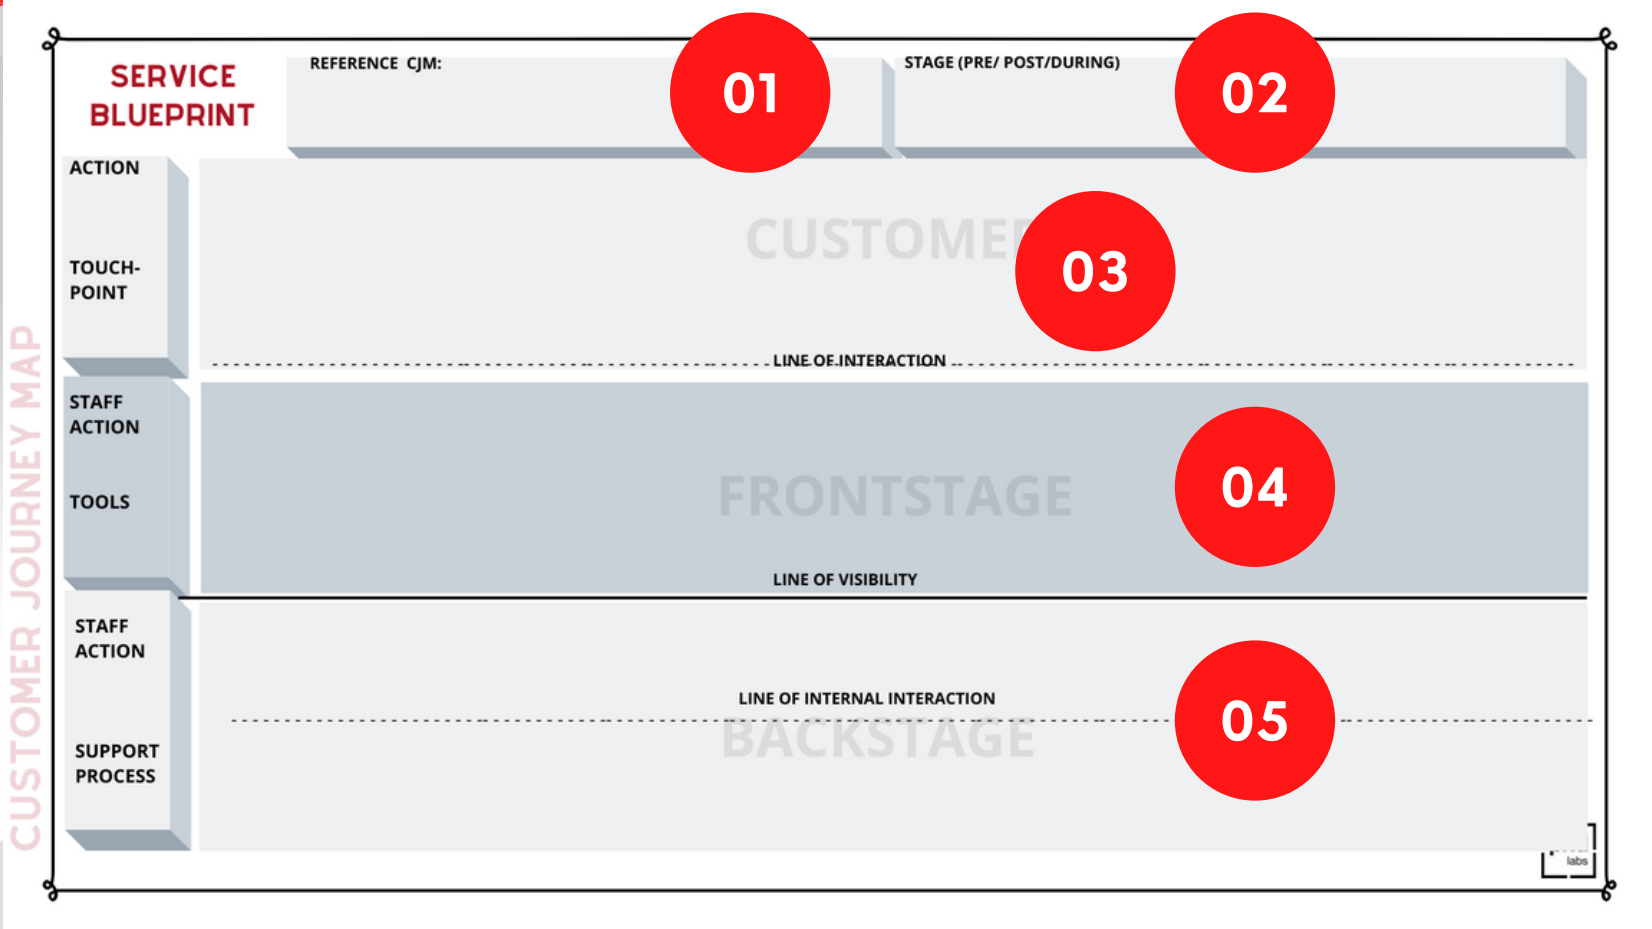 SERVICE
BLUEPRINT
REFERENCE CJM:
01
STAGE (PRE/ POST/DURING)
02
ACTION
TOUCH-
POINT
CUSTOMER
03
LINE OF INTERACTION
STAFF
ACTION
TOOLS
FRONTSTAGE
04
LINE OF VISIBILITY
STAFF
ACTION
LINE OF INTERNAL INTERACTION
BACKSTAGE
05
SUPPORT
PROCESS
CUSTOMER JOURNEY MAP
labs